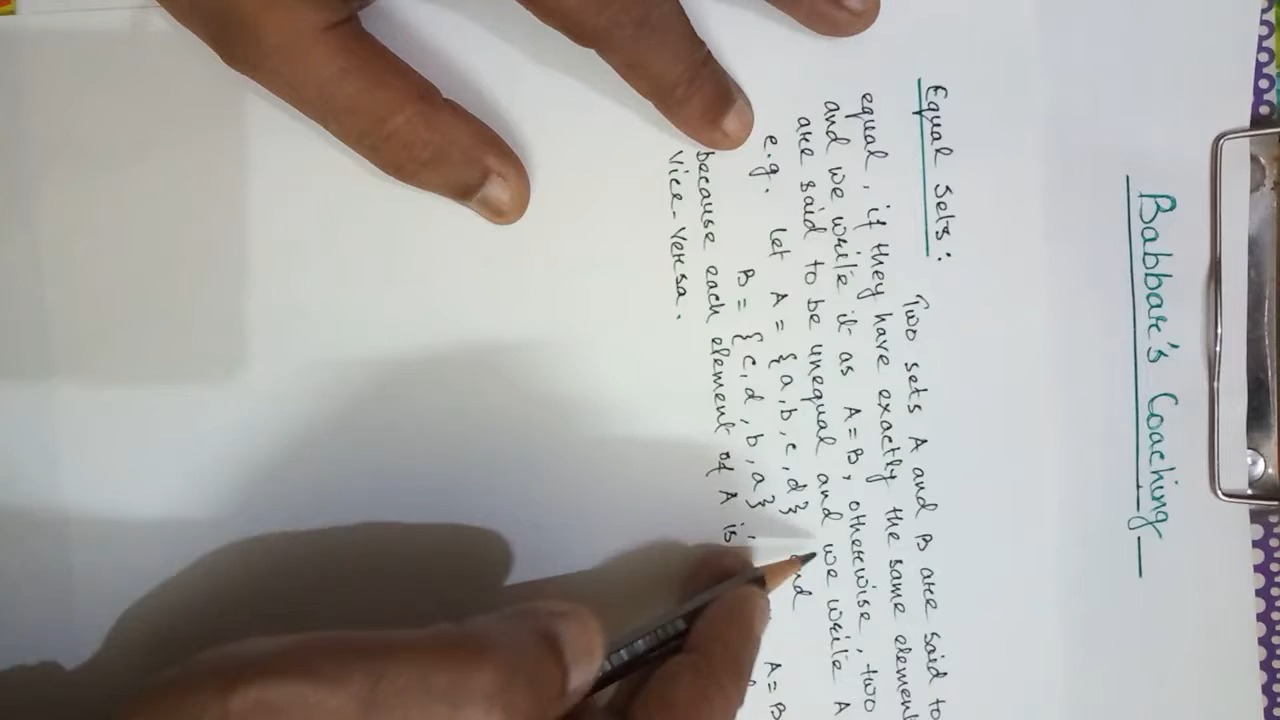 Babbar's Coaching
Equal Sets: Two sets A and B are said to
equal, if they have exactly the same element
and we write it as A = B, otherwise, two
are said to be unequal and we write A
e.g. Let A = {a, b, c, d} and
B = {c, d, b, a}, A = B
because each element of A is
Vice-Versa.